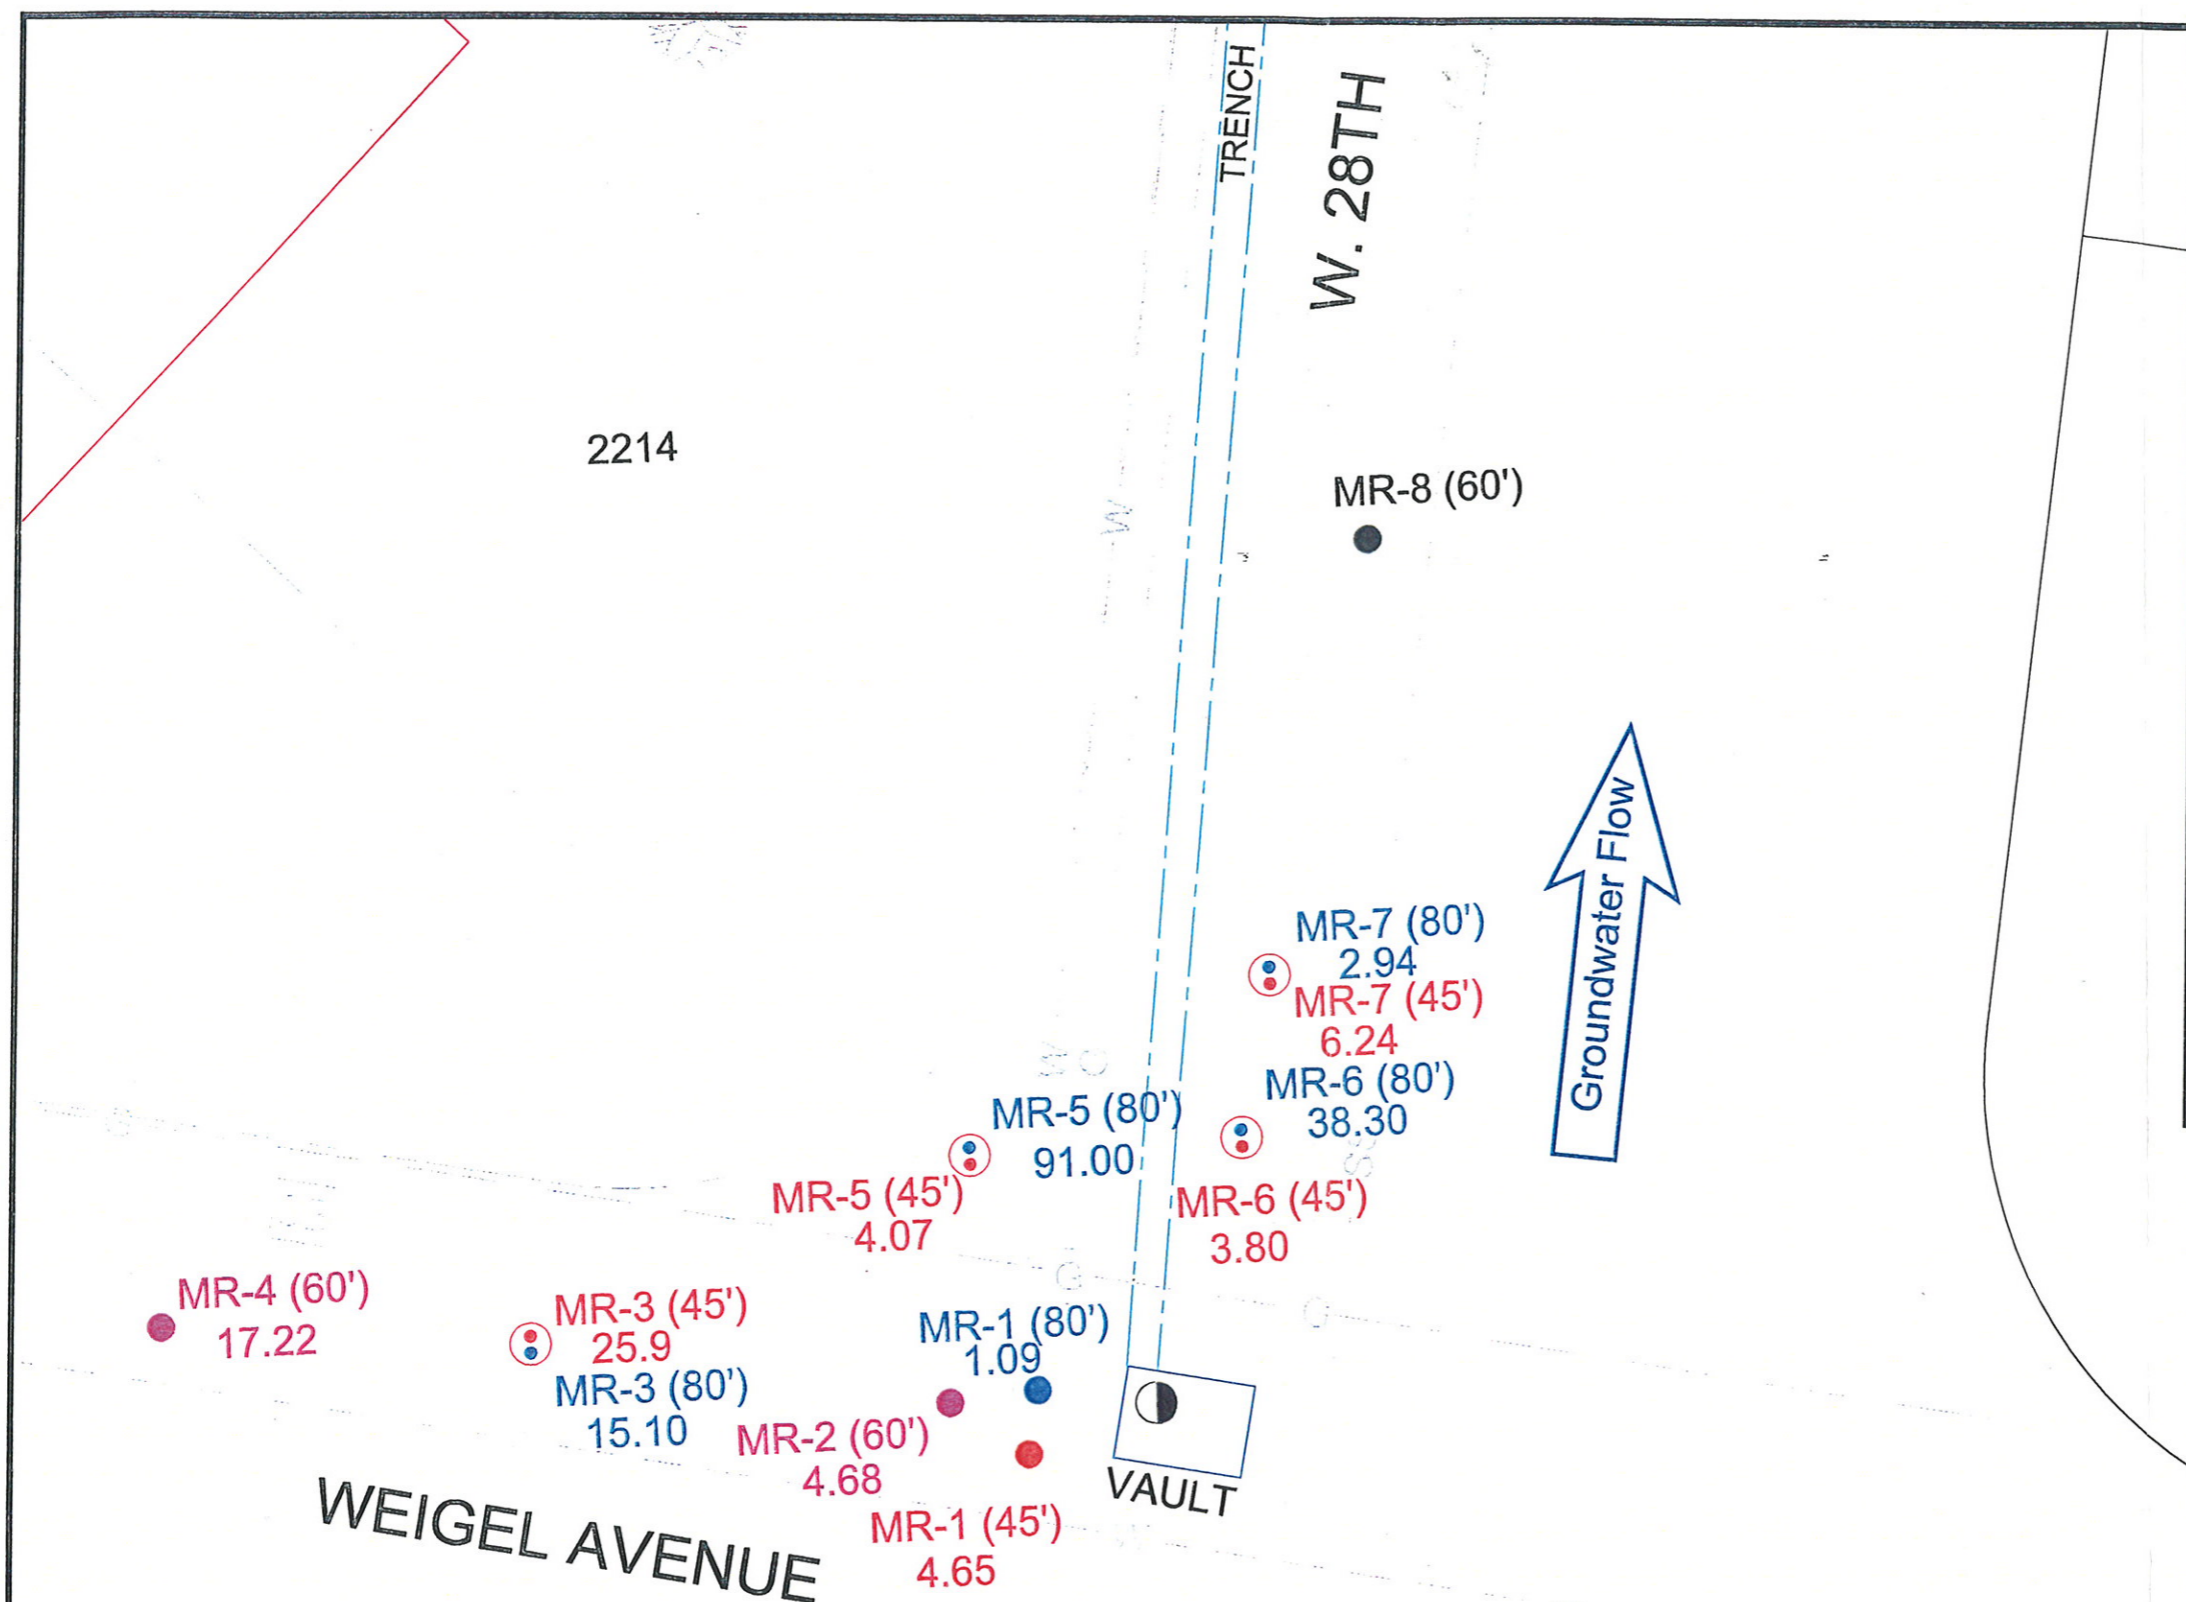 TRENCH
W. 28TH
2214
MR-8 (60')
W
Groundwater Flow
MR-7 (80')
2.94
MR-7 (45')
6.24
MR-6 (80')
38.30
MR-6 (45')
3.80
MR-5 (80')
91.00
MR-5 (45')
4.07
MR-4 (60')
17.22
MR-3 (45')
25.9
MR-3 (80')
15.10
MR-1 (80')
1.09
MR-2 (60')
4.68
MR-1 (45')
4.65
VAULT
WEIGEL AVENUE
G
G